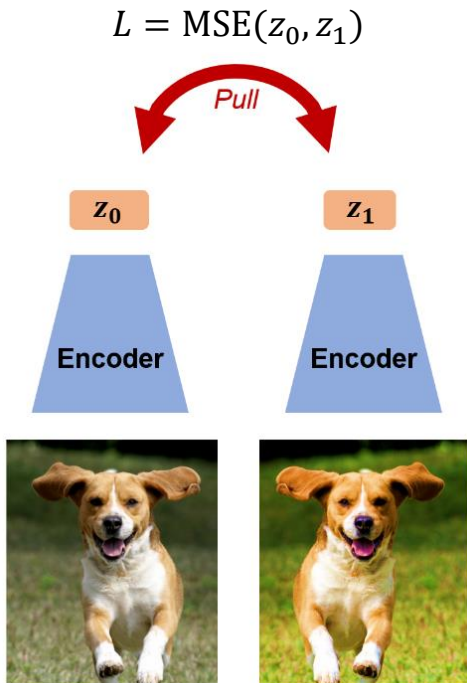 L = MSE(z₀, z₁)
Pull
z₀ z₁
Encoder Encoder